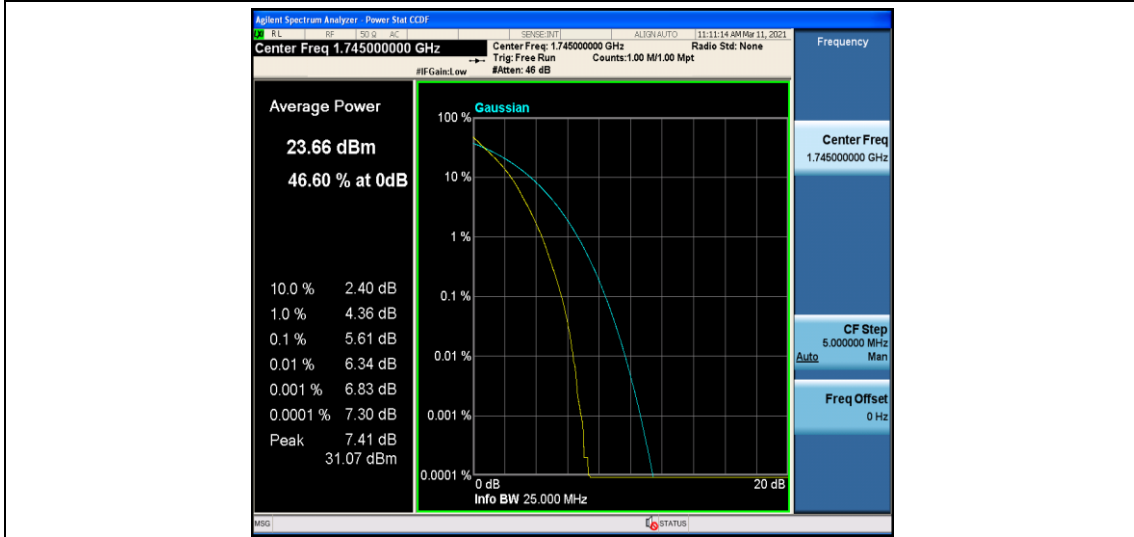 Agilent Spectrum Analyzer - Power Stat CCDF
LXI RL RF 50 Ω AC SENSE:INT ALIGN AUTO 11:11:14 AM Mar 11, 2021
Center Freq 1.745000000 GHz
Center Freq: 1.745000000 GHz Radio Std: None
Trig: Free Run Counts:1.00 M/1.00 Mpt
#IFGain:Low #Atten: 46 dB
Frequency
Average Power
23.66 dBm
46.60 % at 0dB
10.0 % 2.40 dB
1.0 % 4.36 dB
0.1 % 5.61 dB
0.01 % 6.34 dB
0.001 % 6.83 dB
0.0001 % 7.30 dB
Peak 7.41 dB
31.07 dBm
Gaussian
100 %
10 %
1 %
0.1 %
0.01 %
0.001 %
0.0001 %
0 dB 20 dB
Info BW 25.000 MHz
Center Freq
1.745000000 GHz
CF Step
5.000000 MHz
Auto Man
Freq Offset
0 Hz
MSG STATUS